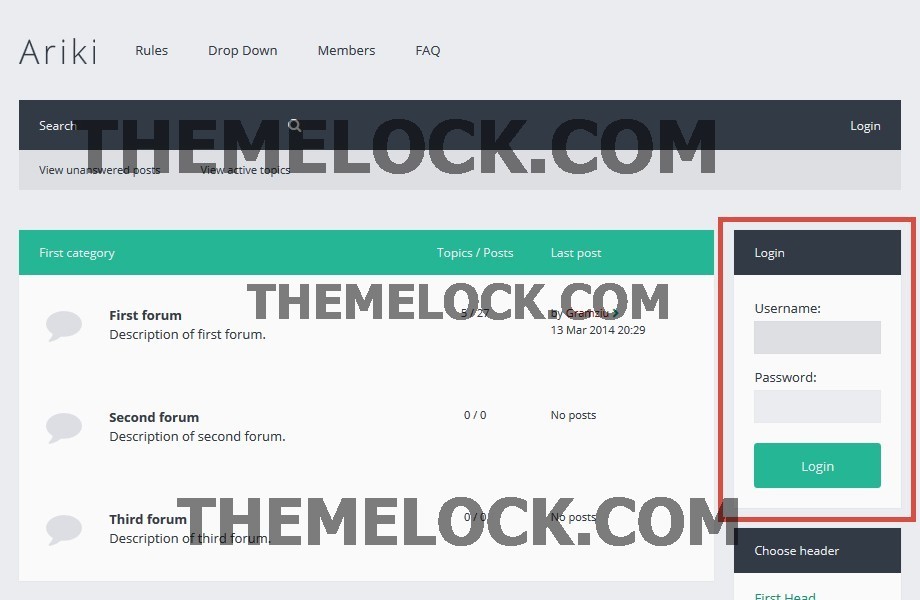 Ariki Rules Drop Down Members FAQ
Search Login
THEMELOCK.COM
View unanswered posts View active topics
First category Topics / Posts Last post
Login
THEMELOCK.COM
First forum 5 / 27 by Gramziu
Description of first forum. 13 Mar 2014 20:29
Username:
Password:
Second forum 0 / 0 No posts
Description of second forum.
Login
THEMELOCK.COM
Third forum 0 / 0 No posts
Description of third forum.
Choose header
First Head